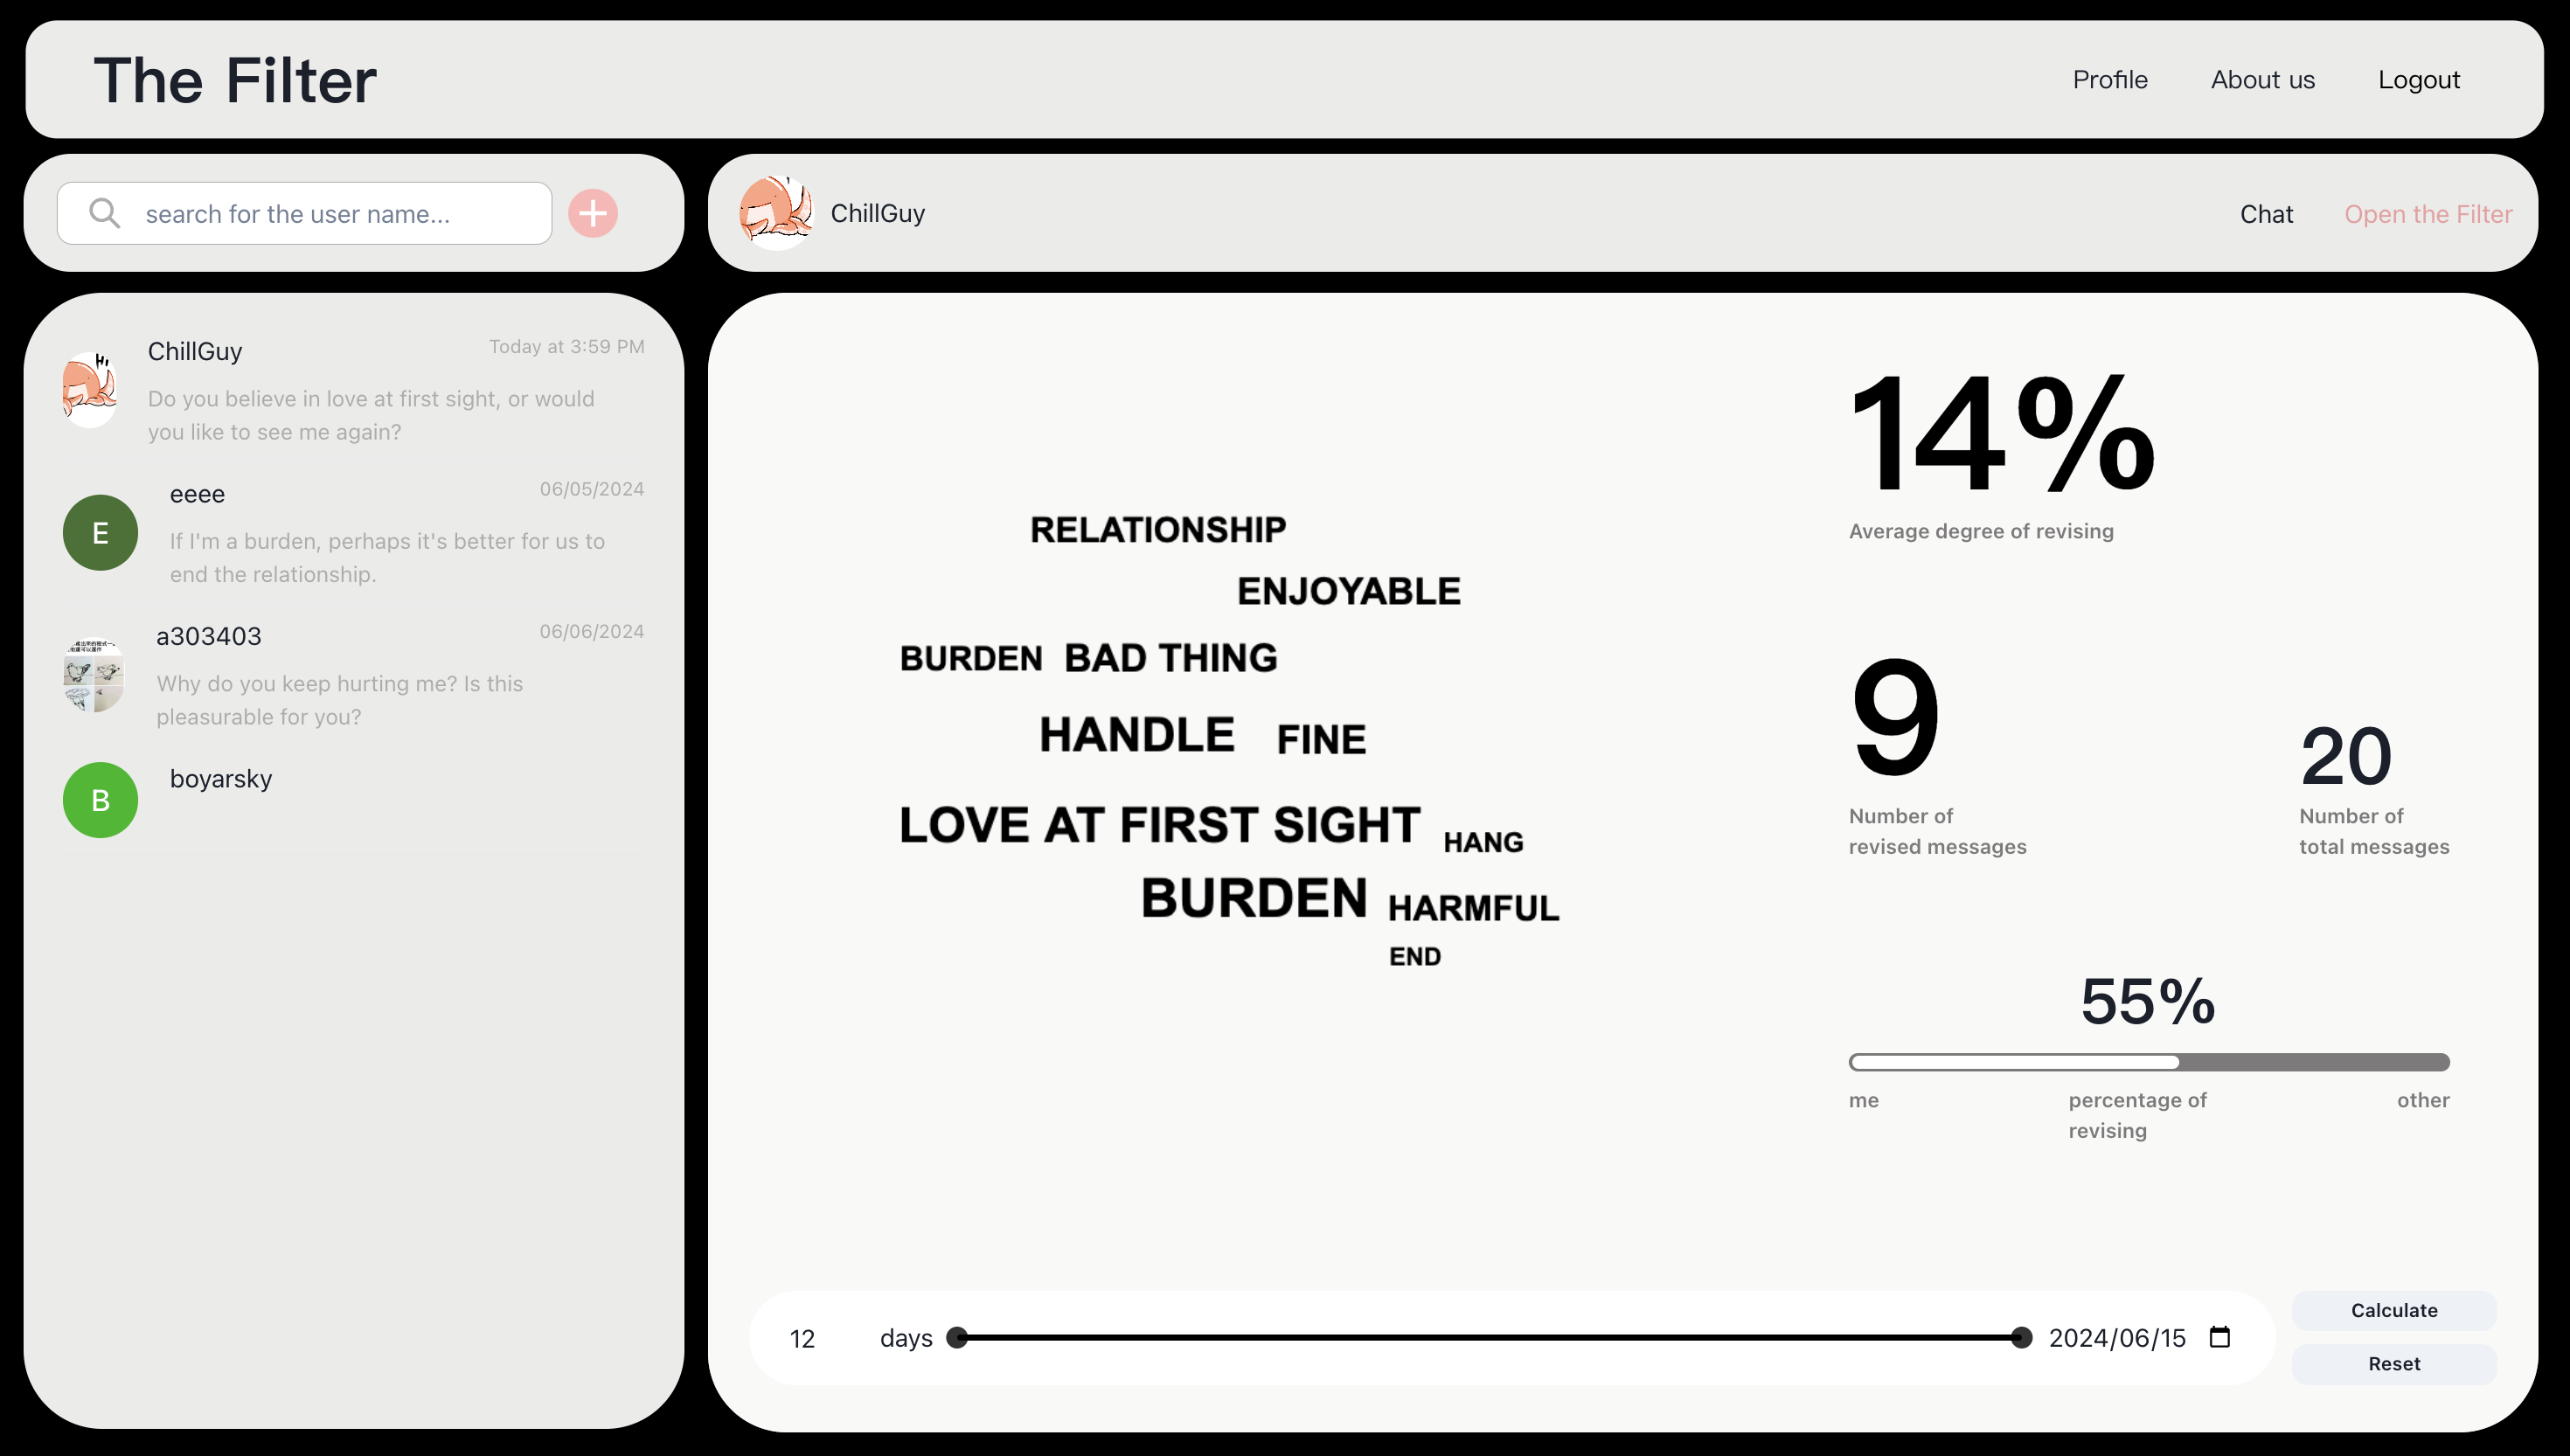 The Filter
Profile
About us
Logout
search for the user name...
ChillGuy
Chat
Open the Filter
ChillGuy
Today at 3:59 PM
Do you believe in love at first sight, or would
you like to see me again?
E
eeee
06/05/2024
If I'm a burden, perhaps it's better for us to
end the relationship.
a303403
06/06/2024
Why do you keep hurting me? Is this
pleasurable for you?
B
boyarsky
RELATIONSHIP
ENJOYABLE
BURDEN BAD THING
HANDLE FINE
LOVE AT FIRST SIGHT HANG
BURDEN HARMFUL
END
14%
Average degree of revising
9
Number of
revised messages
20
Number of
total messages
55%
me
percentage of
revising
other
12 days
2024/06/15
Calculate
Reset